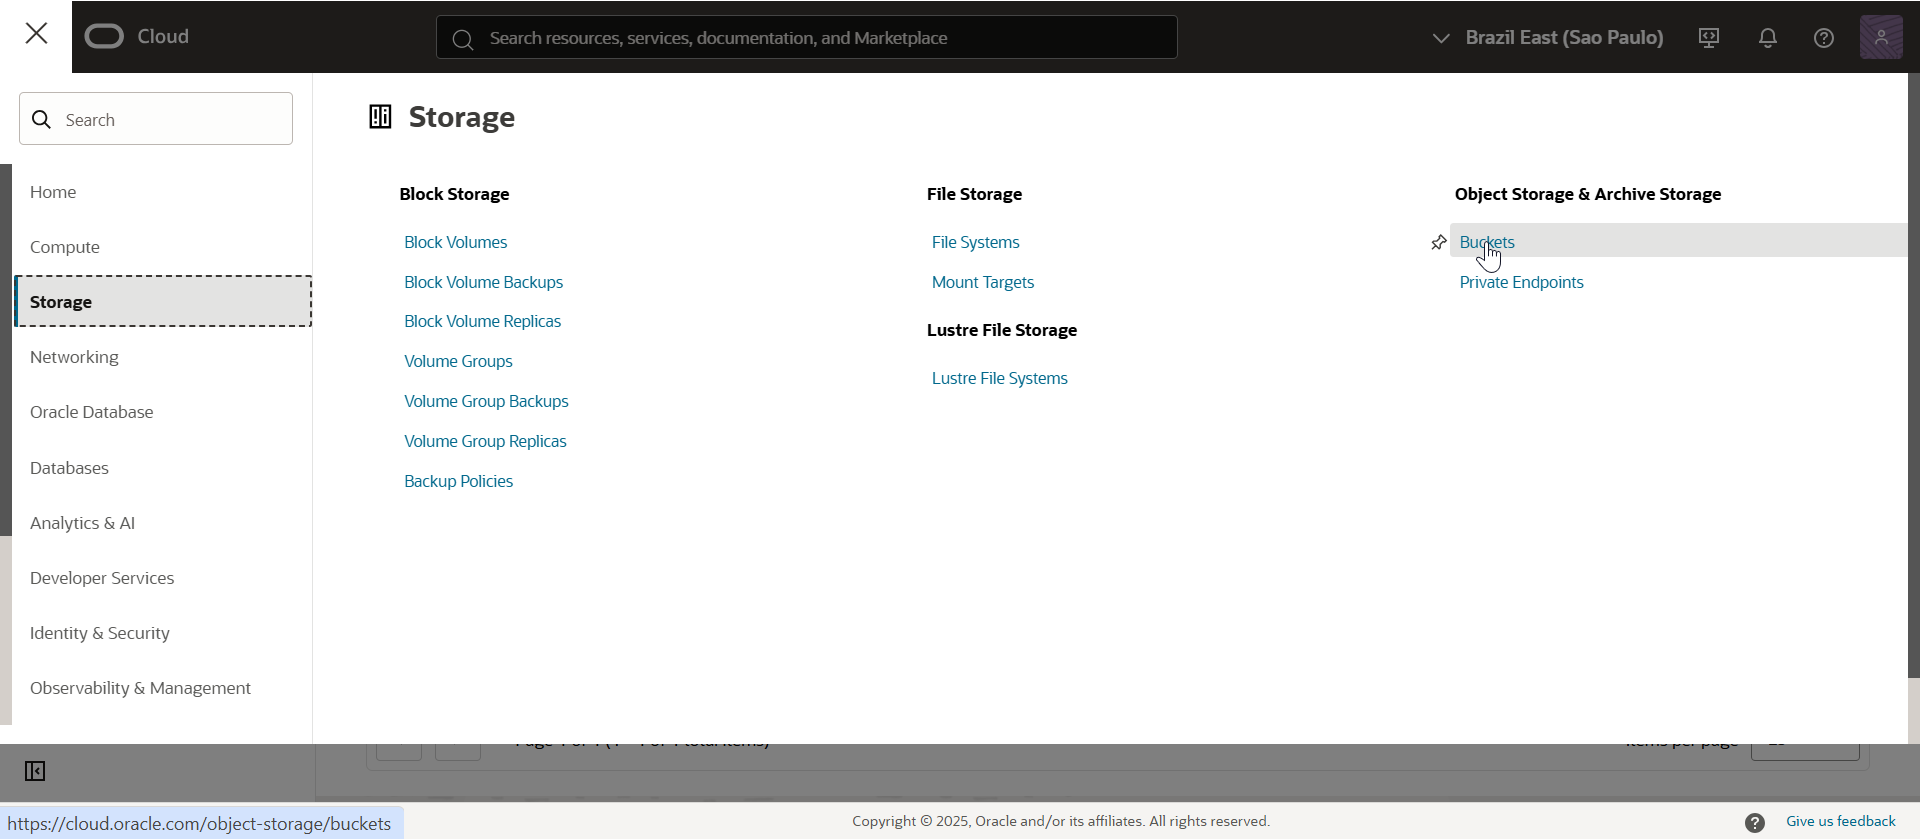 Cloud
Search resources, services, documentation, and Marketplace
Brazil East (Sao Paulo)
Search
Home
Compute
Storage
Networking
Oracle Database
Databases
Analytics & AI
Developer Services
Identity & Security
Observability & Management
Storage
Block Storage
Block Volumes
Block Volume Backups
Block Volume Replicas
Volume Groups
Volume Group Backups
Volume Group Replicas
Backup Policies
File Storage
File Systems
Mount Targets
Lustre File Storage
Lustre File Systems
Object Storage & Archive Storage
Buckets
Private Endpoints
Items per page
https://cloud.oracle.com/object-storage/buckets
Copyright © 2025, Oracle and/or its affiliates. All rights reserved.
Give us feedback